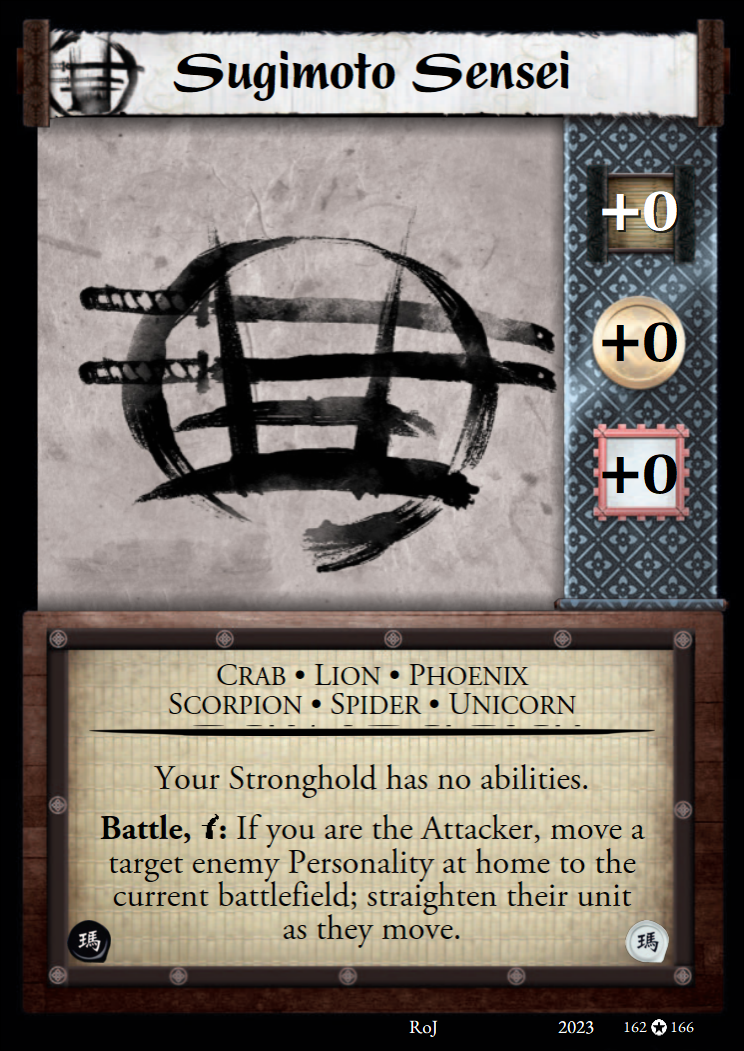 Sugimoto Sensei
+0
+0
+0
Crab • Lion • Phoenix
Scorpion • Spider • Unicorn
Your Stronghold has no abilities.
Battle, : If you are the Attacker, move a
target enemy Personality at home to the
current battlefield; straighten their unit
as they move.
瑪
瑪
RoJ 2023 162 166